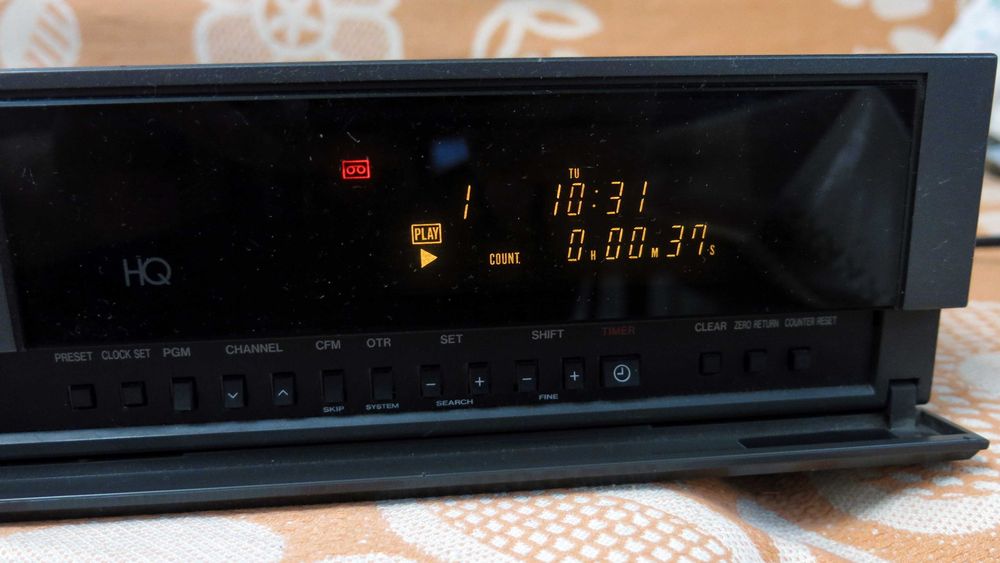 TU
1 10:31
PLAY
COUNT. 0H00M37S
HQ
PRESET CLOCK SET PGM CHANNEL CFM OTR SET SHIFT TIMER CLEAR ZERO RETURN COUNTER RESET
- + - +
SKIP SYSTEM SEARCH FINE